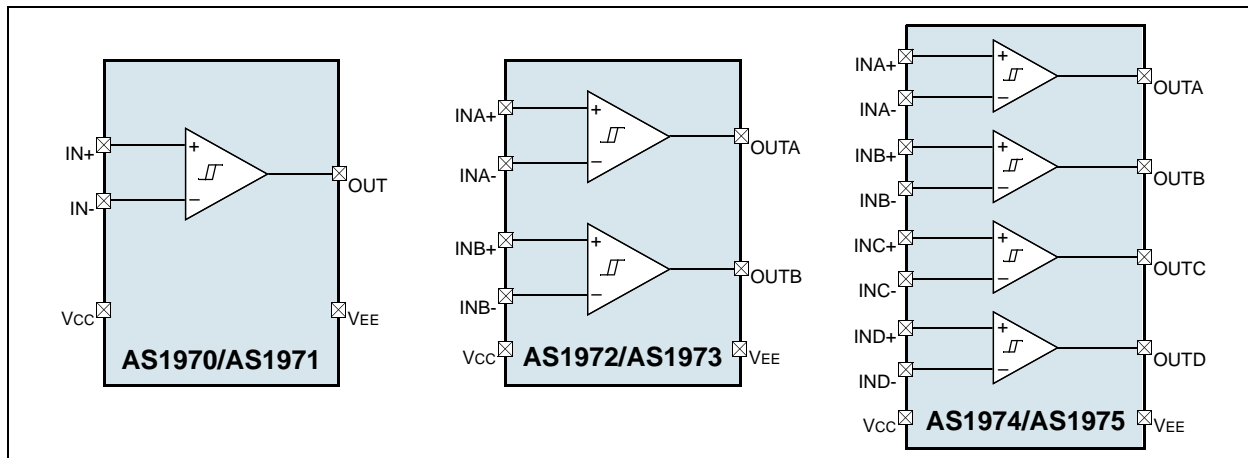 IN+
IN-
+
−
OUT
VCC
VEE
AS1970/AS1971
INA+
INA-
+
−
OUTA
INB+
INB-
+
−
OUTB
VCC
VEE
AS1972/AS1973
INA+
INA-
+
−
OUTA
INB+
INB-
+
−
OUTB
INC+
INC-
+
−
OUTC
IND+
IND-
+
−
OUTD
VCC
VEE
AS1974/AS1975